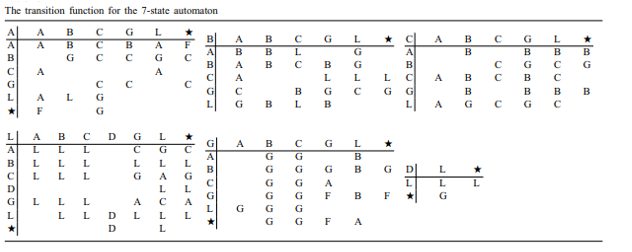 The transition function for the 7-state automaton
A A B C G L ★
A A B C B A F
B G C C G C
C A A
G C C C
L A L G
★ F G
B A B C G L ★
A B B L G
B A B C B G
C A L L L
G C B G C G
L G B L B
C A B C G L ★
A B B B B
B C G C G
C A B C B C
G B B B B
L A G C G C
L A B C D G L ★
A L L L C G C
B L L L L L L
C L L L G A G
D L L
G L L L A C A
L L L D L L L
★ D L
G A B C G L ★
A G G B
B G G G B G
C G G A
G G G F B F
L G G G
★ G G F A
D L ★
L L L
★ G